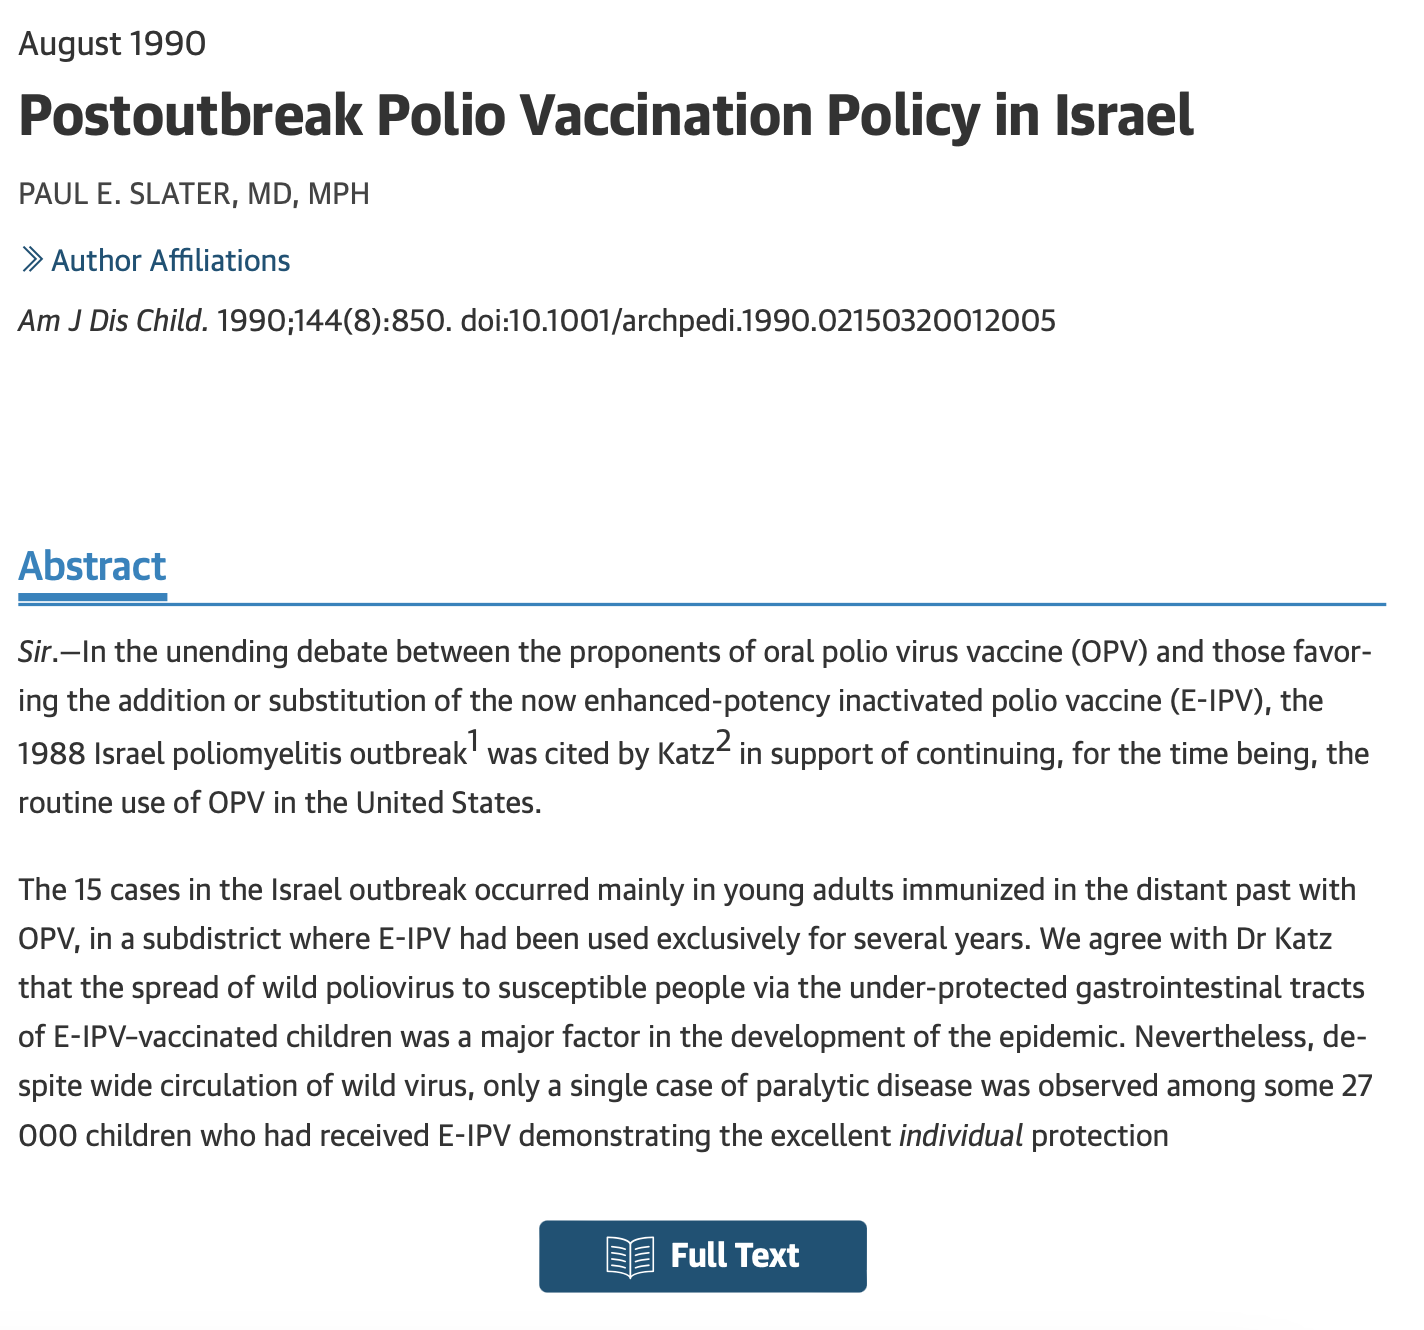 August 1990
Postoutbreak Polio Vaccination Policy in Israel
PAUL E. SLATER, MD, MPH
Author Affiliations
Am J Dis Child. 1990;144(8):850. doi:10.1001/archpedi.1990.02150320012005
Abstract
Sir.—In the unending debate between the proponents of oral polio virus vaccine (OPV) and those favor-
ing the addition or substitution of the now enhanced-potency inactivated polio vaccine (E-IPV), the
1988 Israel poliomyelitis outbreak1 was cited by Katz2 in support of continuing, for the time being, the
routine use of OPV in the United States.
The 15 cases in the Israel outbreak occurred mainly in young adults immunized in the distant past with
OPV, in a subdistrict where E-IPV had been used exclusively for several years. We agree with Dr Katz
that the spread of wild poliovirus to susceptible people via the under-protected gastrointestinal tracts
of E-IPV–vaccinated children was a major factor in the development of the epidemic. Nevertheless, de-
spite wide circulation of wild virus, only a single case of paralytic disease was observed among some 27
000 children who had received E-IPV demonstrating the excellent individual protection
Full Text